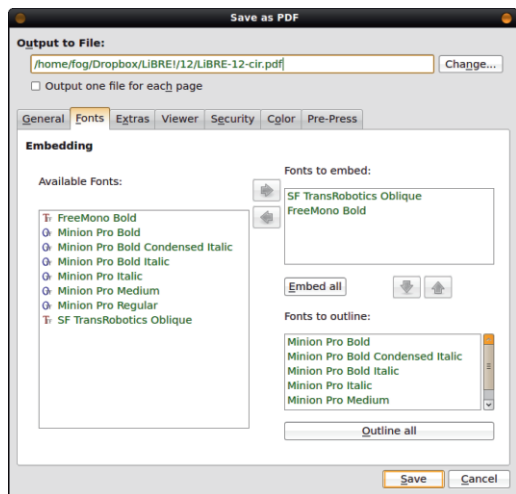 Save as PDF
Output to File:
/home/fog/Dropbox/LiBRE!/12/LiBRE-12-cir.pdf
Change...
Output one file for each page
General Fonts Extras Viewer Security Color Pre-Press
Embedding
Available Fonts:
FreeMono Bold
Minion Pro Bold
Minion Pro Bold Condensed Italic
Minion Pro Bold Italic
Minion Pro Italic
Minion Pro Medium
Minion Pro Regular
SF TransRobotics Oblique
Fonts to embed:
SF TransRobotics Oblique
FreeMono Bold
Embed all
Fonts to outline:
Minion Pro Bold
Minion Pro Bold Condensed Italic
Minion Pro Bold Italic
Minion Pro Italic
Minion Pro Medium
Outline all
Save Cancel